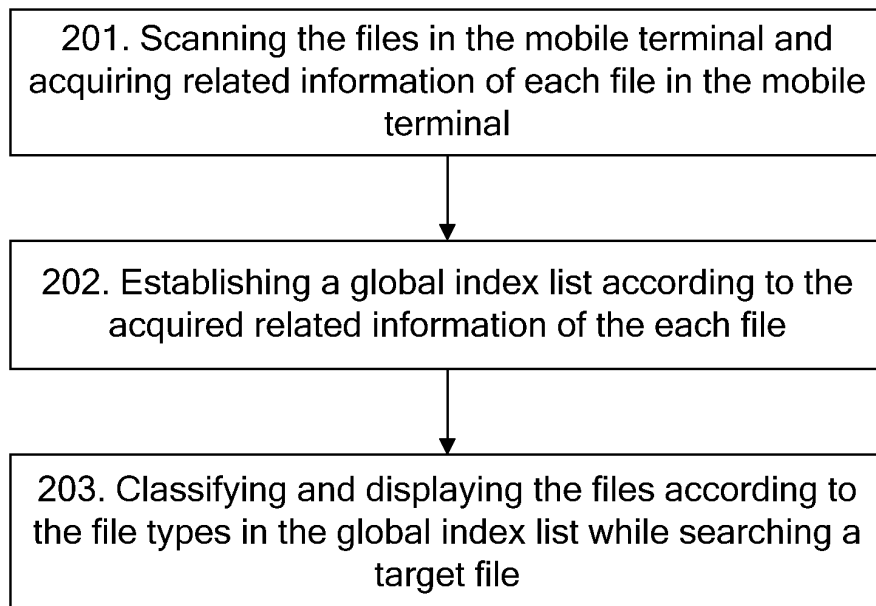 201. Scanning the files in the mobile terminal and
acquiring related information of each file in the mobile
terminal
202. Establishing a global index list according to the
acquired related information of the each file
203. Classifying and displaying the files according to
the file types in the global index list while searching a
target file